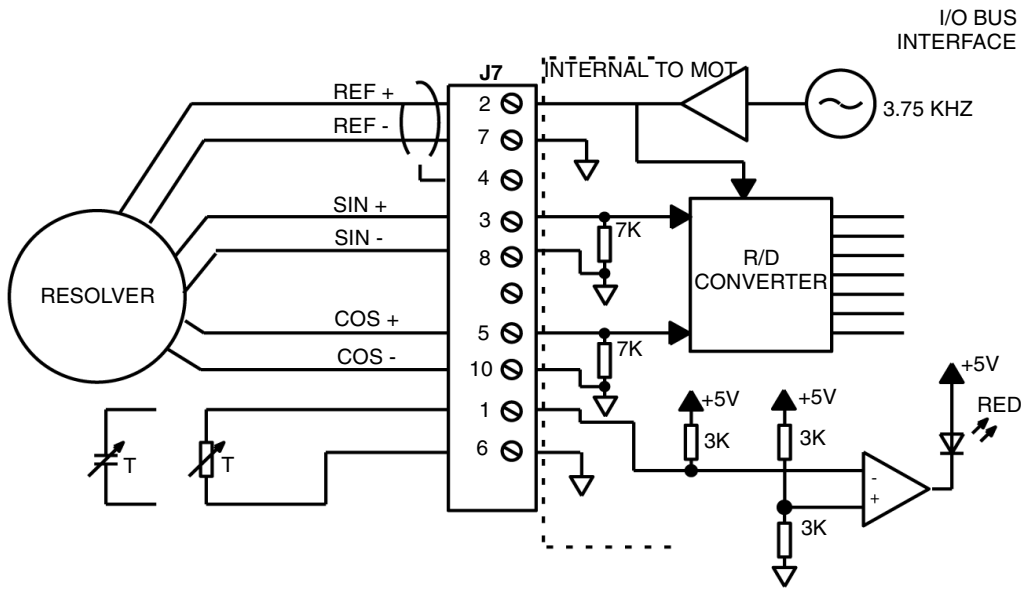 I/O BUS
INTERFACE
J7
INTERNAL TO MOT
REF +
2
3.75 KHZ
REF -
7
4
SIN +
3
7K
SIN -
8
R/D
CONVERTER
RESOLVER
COS +
5
7K
COS -
10
+5V
1
+5V
+5V
RED
3K
3K
6
T
T
-
+
3K